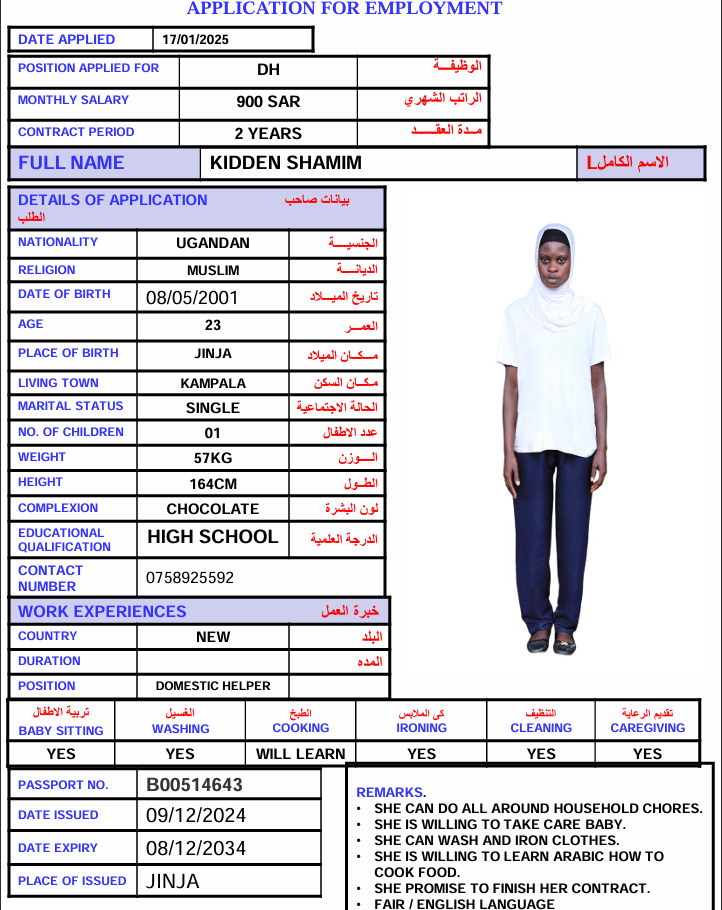 APPLICATION FOR EMPLOYMENT
DATE APPLIED 17/01/2025
POSITION APPLIED FOR DH الوظيفـــة
MONTHLY SALARY 900 SAR الراتب الشهري
CONTRACT PERIOD 2 YEARS مــدة العقــــد
FULL NAME KIDDEN SHAMIM الاسم الكاملL
DETAILS OF APPLICATION بيانات صاحب
الطلب
NATIONALITY UGANDAN الجنسيــــة
RELIGION MUSLIM الديانــــة
DATE OF BIRTH 08/05/2001 تاريخ الميـــلاد
AGE 23 العمــر
PLACE OF BIRTH JINJA مــكــان الميلاد
LIVING TOWN KAMPALA مـكــان السكن
MARITAL STATUS SINGLE الحالة الاجتماعية
NO. OF CHILDREN 01 عدد الاطفال
WEIGHT 57KG الــــوزن
HEIGHT 164CM الطــول
COMPLEXION CHOCOLATE لون البشرة
EDUCATIONAL
QUALIFICATION HIGH SCHOOL الدرجة العلمية
CONTACT
NUMBER 0758925592
WORK EXPERIENCES خبرة العمل
COUNTRY NEW البلد
DURATION المده
POSITION DOMESTIC HELPER
تربية الاطفال الغسيل الطبخ كى الملابس التنظيف تقديم الرعاية
BABY SITTING WASHING COOKING IRONING CLEANING CAREGIVING
YES YES WILL LEARN YES YES YES
PASSPORT NO. B00514643
DATE ISSUED 09/12/2024
DATE EXPIRY 08/12/2034
PLACE OF ISSUED JINJA
REMARKS.
• SHE CAN DO ALL AROUND HOUSEHOLD CHORES.
• SHE IS WILLING TO TAKE CARE BABY.
• SHE CAN WASH AND IRON CLOTHES.
• SHE IS WILLING TO LEARN ARABIC HOW TO
COOK FOOD.
• SHE PROMISE TO FINISH HER CONTRACT.
• FAIR / ENGLISH LANGUAGE